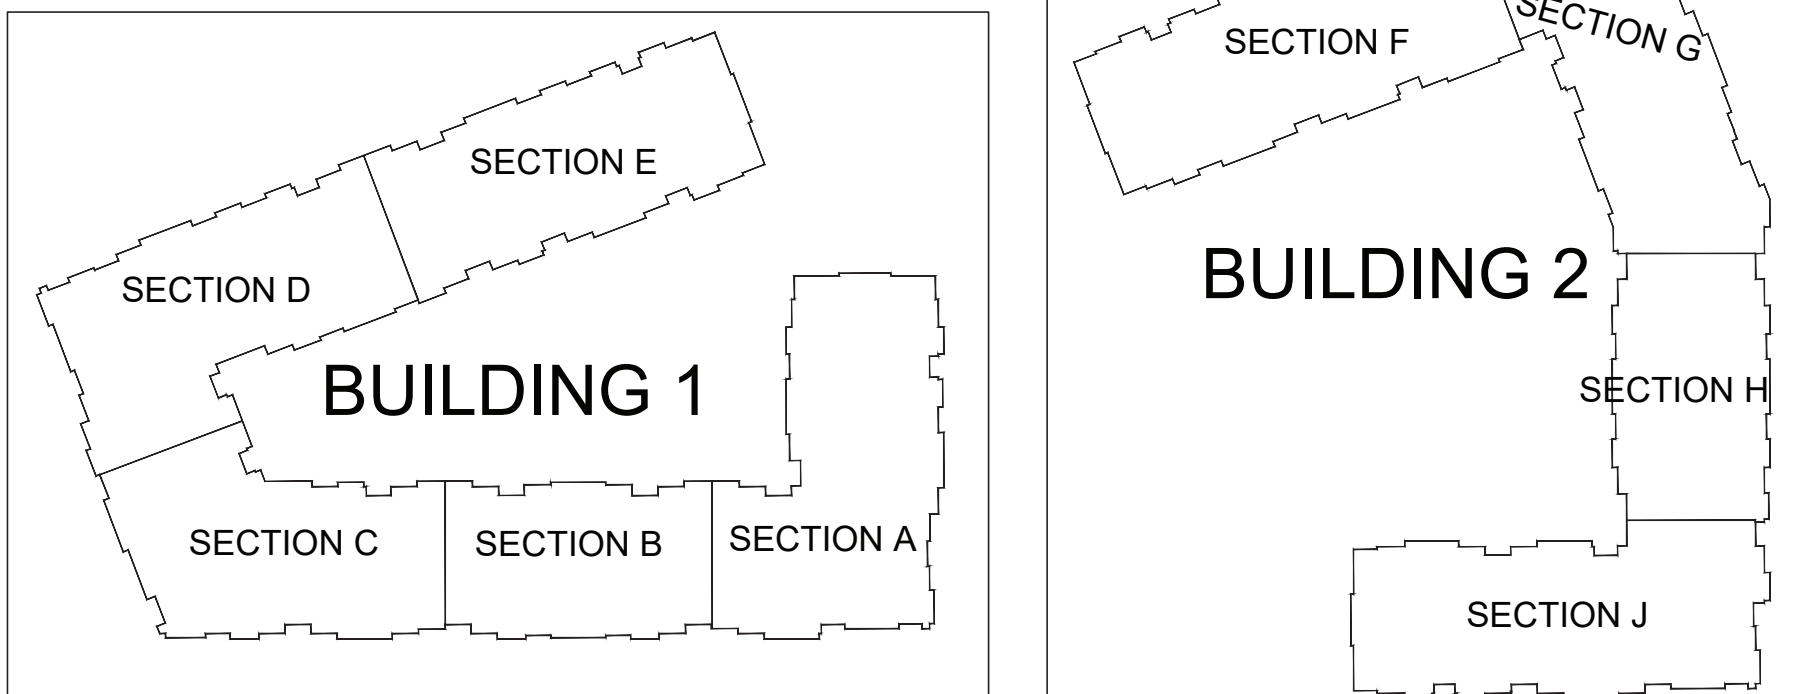 SECTION E
SECTION D
BUILDING 1
SECTION C
SECTION B
SECTION A
SECTION F
SECTION G
BUILDING 2
SECTION H
SECTION J